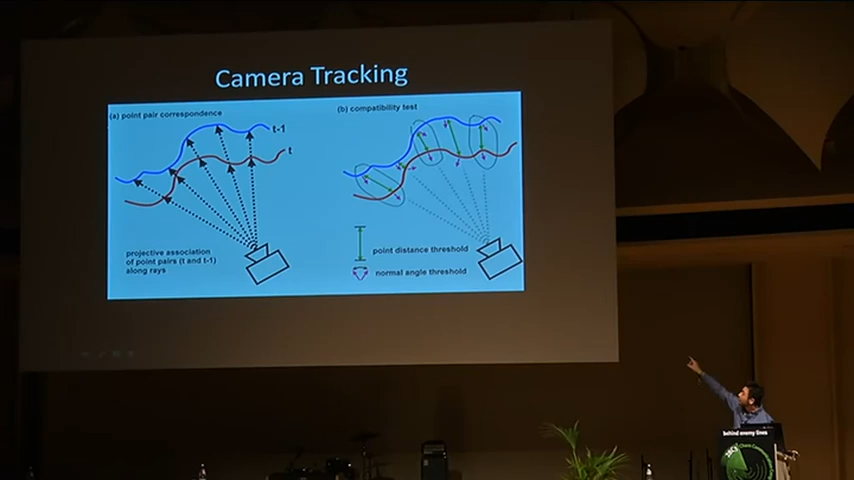 Camera Tracking
(a) point pair correspondence
t-1
t
projective association
of point pairs (t and t-1)
along rays
(b) compatibility test
point distance threshold
normal angle threshold
behind enemy lines